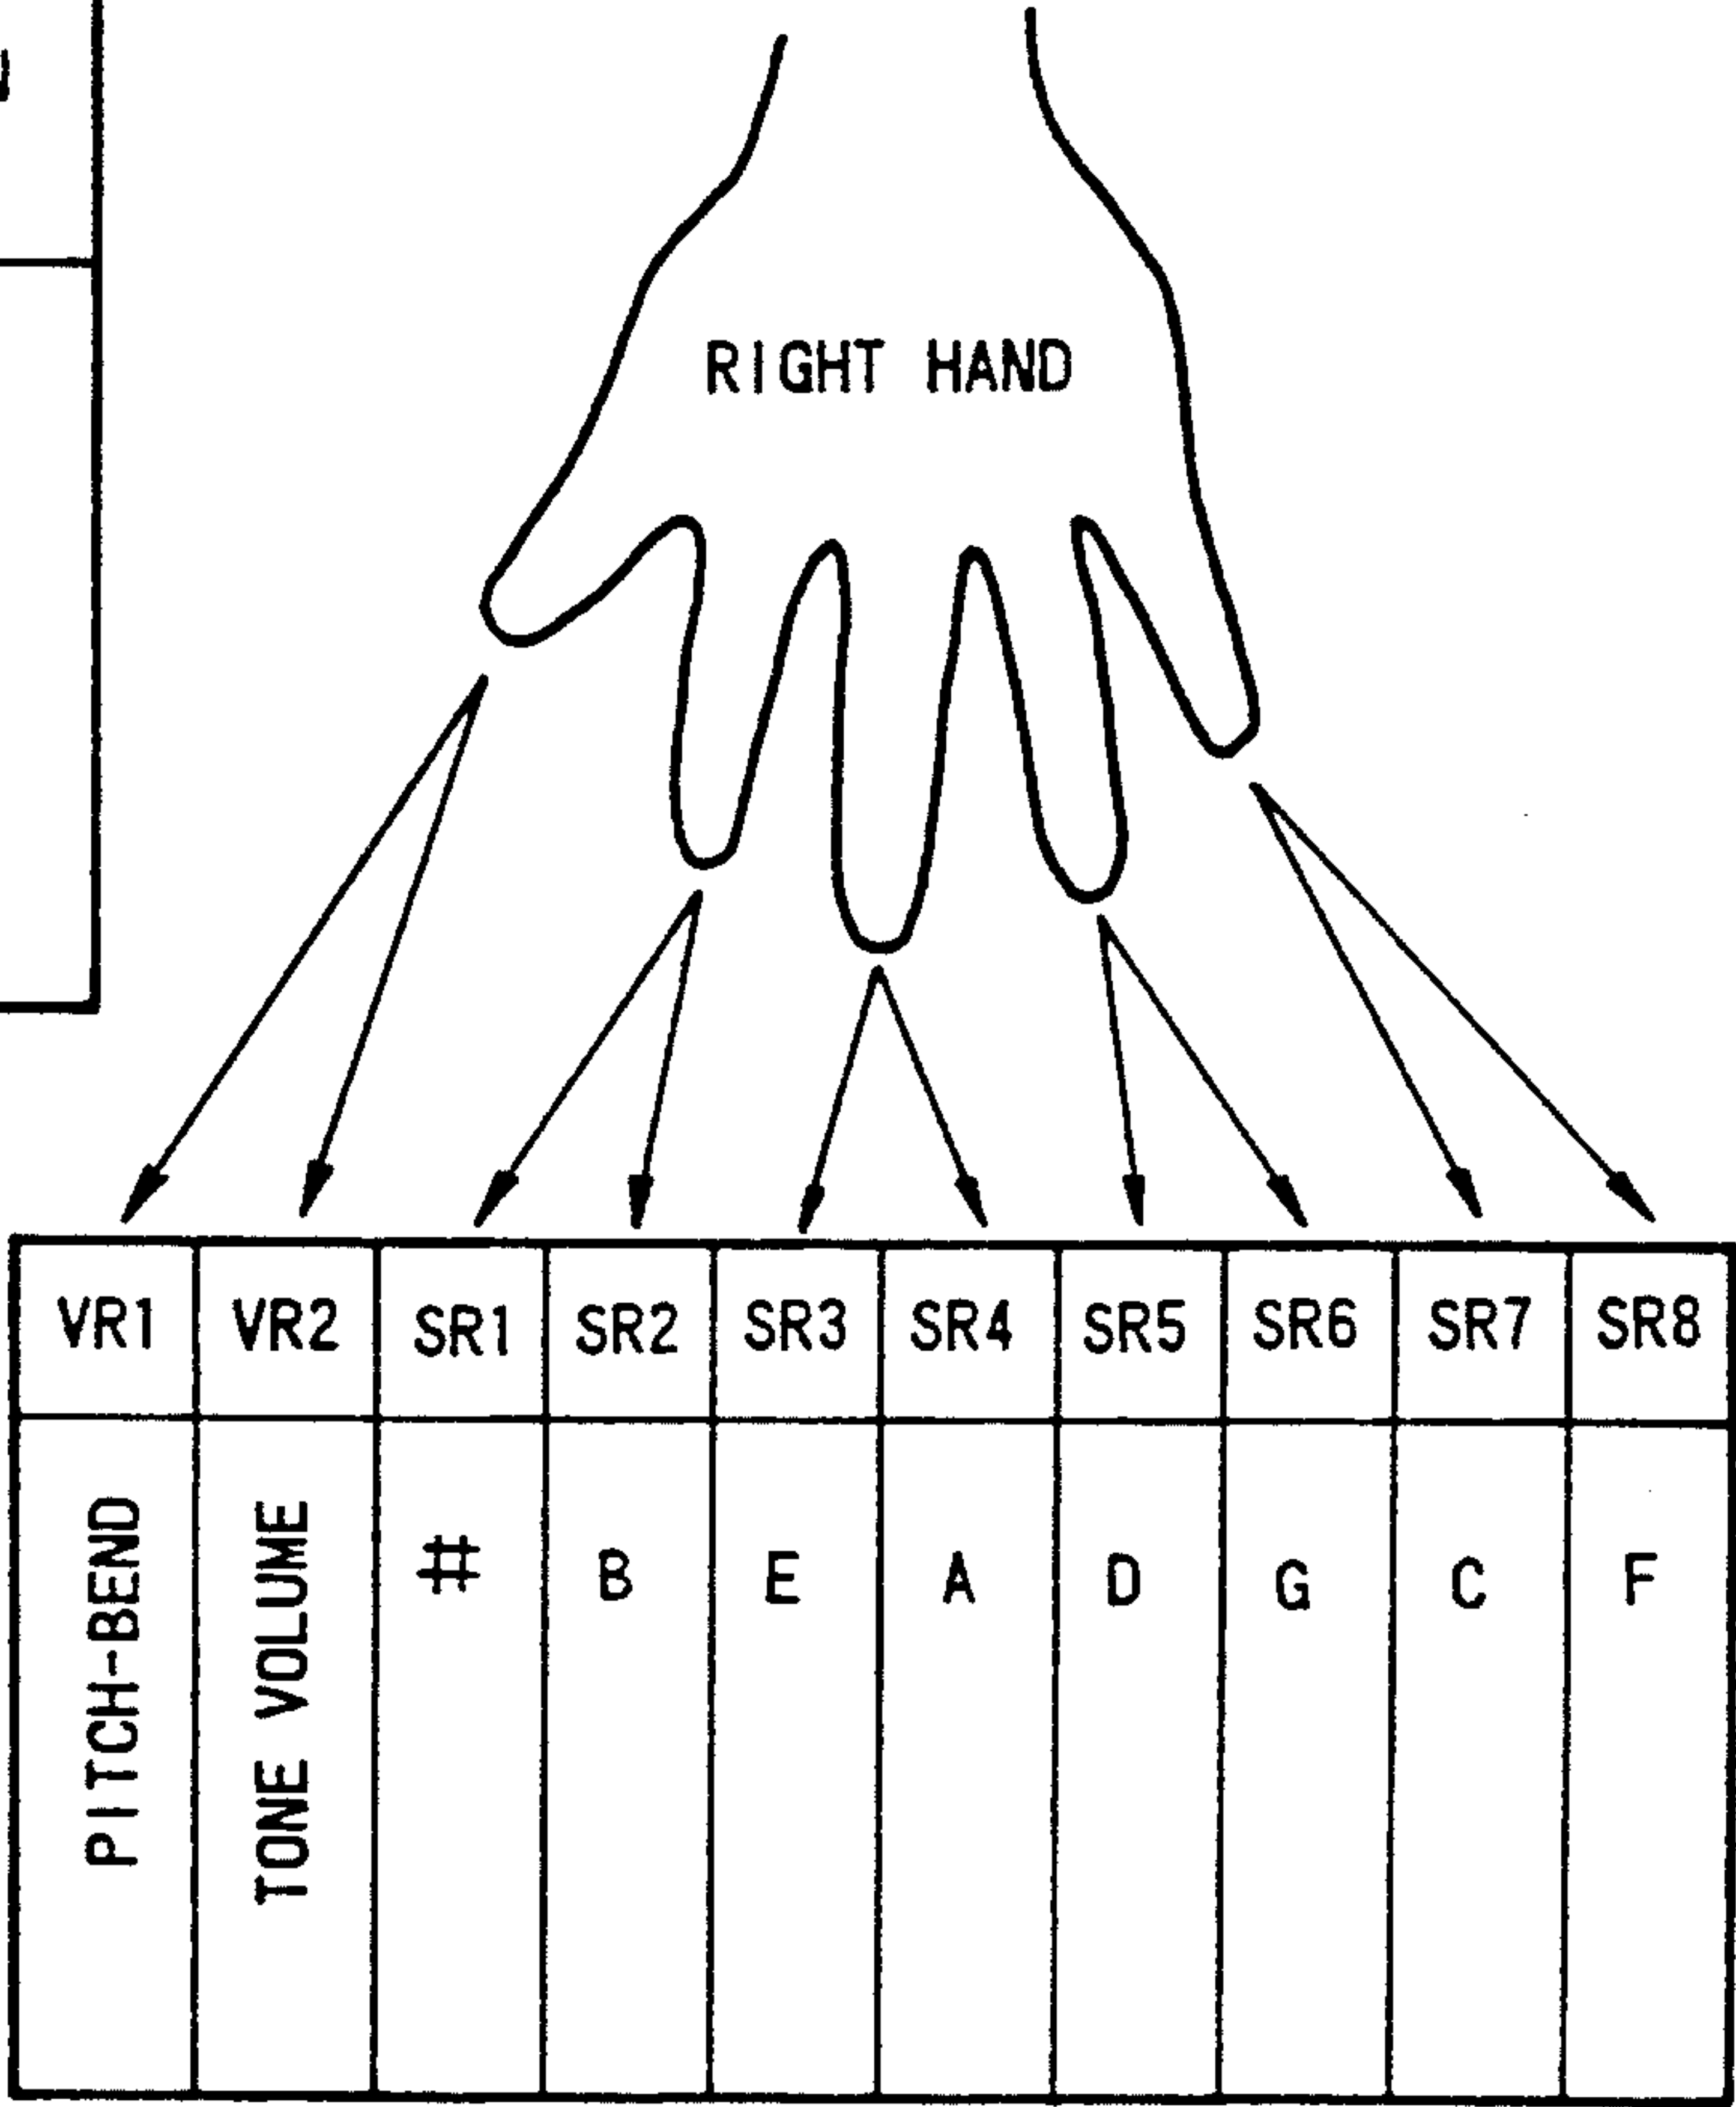 RIGHT HAND
VR1 VR2 SR1 SR2 SR3 SR4 SR5 SR6 SR7 SR8
PITCH-BEND TONE VOLUME # B E A D G C F